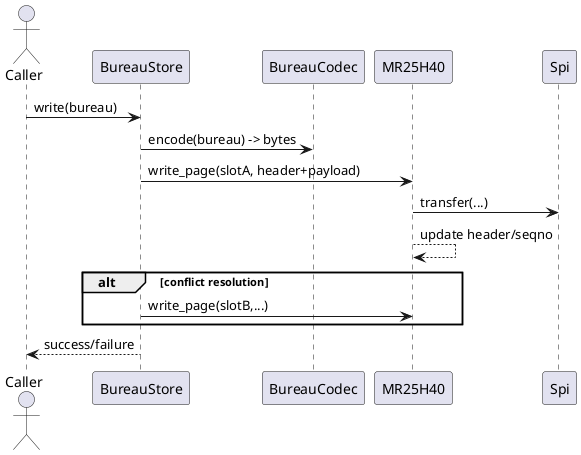 Caller
BureauStore
BureauCodec
MR25H40
Spi
write(bureau)
encode(bureau) -> bytes
write_page(slotA, header+payload)
transfer(...)
update header/seqno
alt [conflict resolution]
write_page(slotB,...)
success/failure
Caller
BureauStore
BureauCodec
MR25H40
Spi